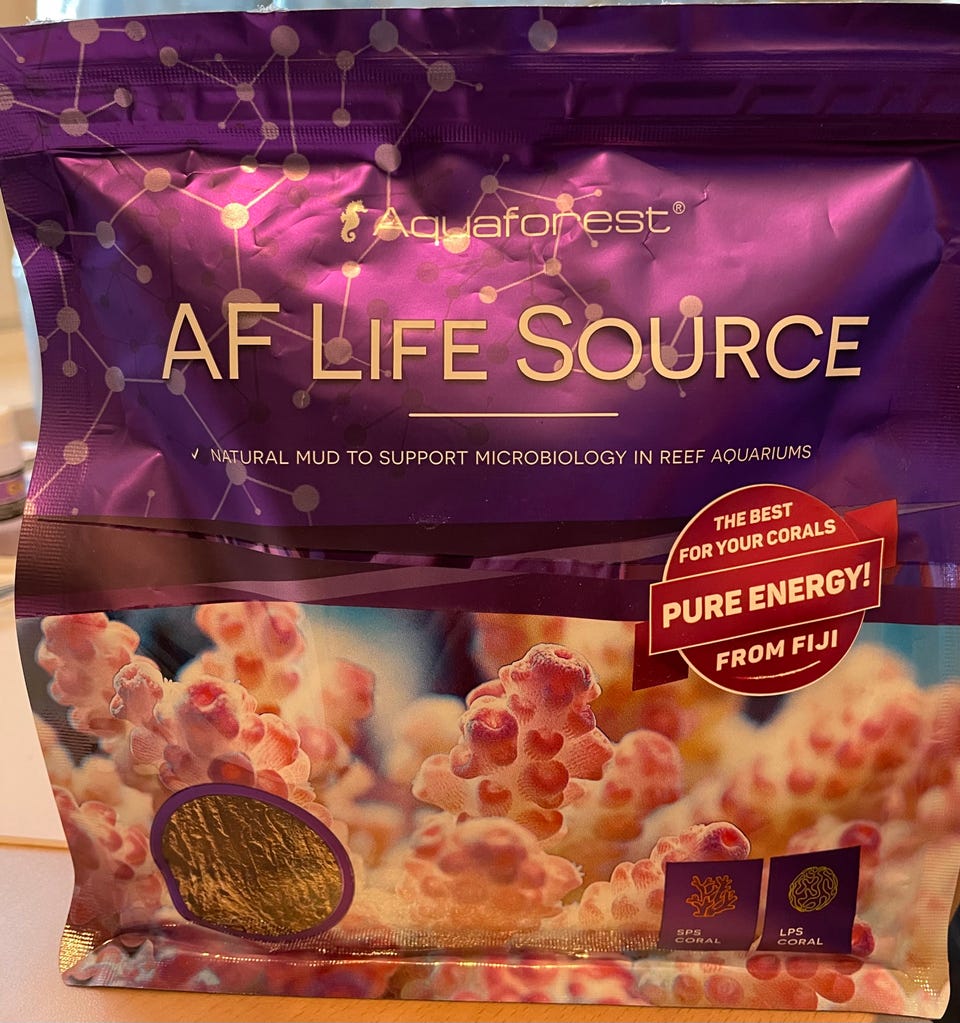 Aquaforest®
AF LIFE SOURCE
✓ NATURAL MUD TO SUPPORT MICROBIOLOGY IN REEF AQUARIUMS
THE BEST
FOR YOUR CORALS
PURE ENERGY!
FROM FIJI
SPS
CORAL
LPS
CORAL